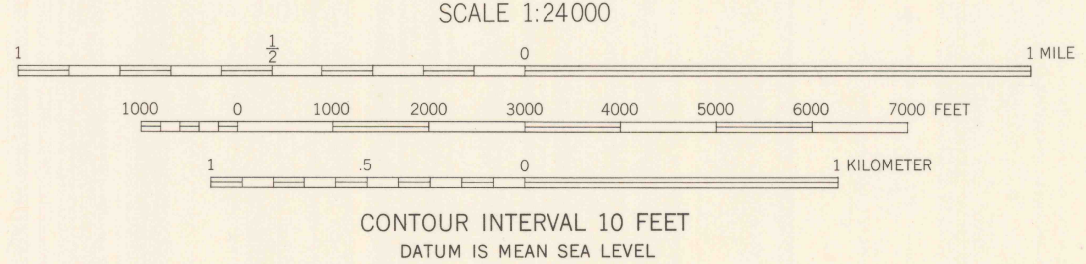 SCALE 1:24000
1 1/2 0 1 MILE
1000 0 1000 2000 3000 4000 5000 6000 7000 FEET
1 .5 0 1 KILOMETER
CONTOUR INTERVAL 10 FEET
DATUM IS MEAN SEA LEVEL